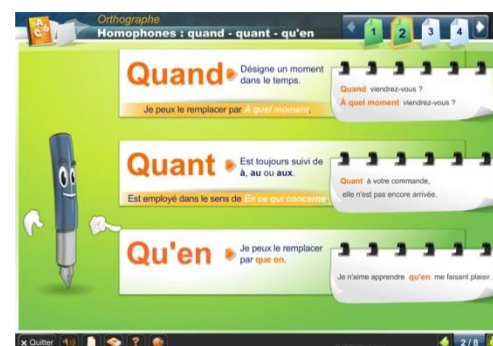 Orthographe
Homophones : quand - quant - qu'en
1 2 3 4
Quand
Désigne un moment
dans le temps.
Je peux le remplacer par À quel moment.
Quand viendrez-vous ?
À quel moment viendrez-vous ?
Quant
Est toujours suivi de
à, au ou aux.
Est employé dans le sens de En ce qui concerne.
Quant à votre commande,
elle n'est pas encore arrivée.
Qu'en
Je peux le remplacer
par que en.
Je n'aime apprendre qu'en me faisant plaisir.
x Quitter
?
2 / 8